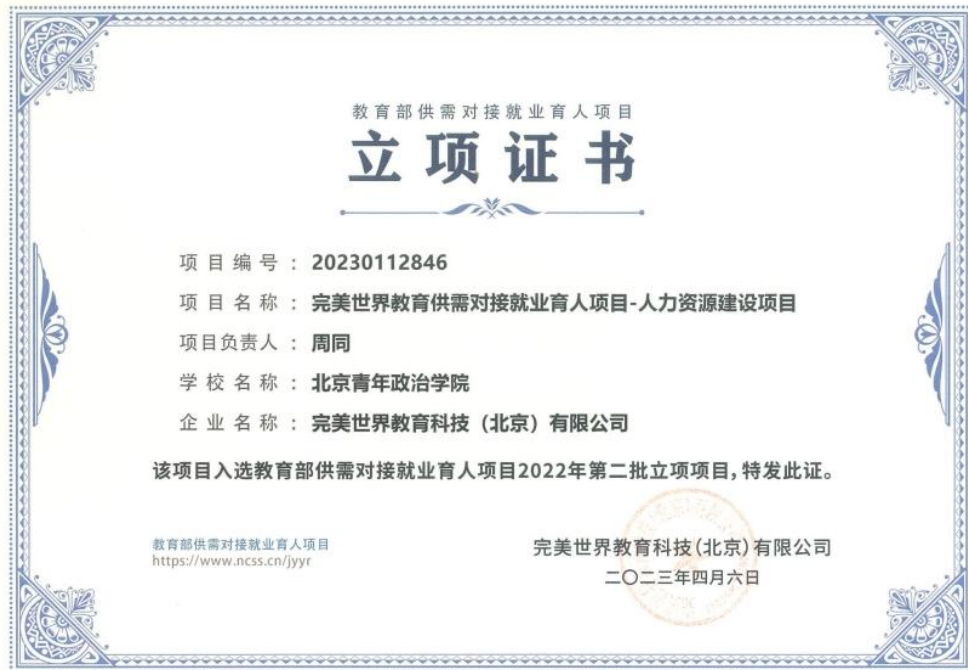 教育部供需对接就业育人项目
立项证书
项目编号：20230112846
项目名称：完美世界教育供需对接就业育人项目-人力资源建设项目
项目负责人：周同
学校名称：北京青年政治学院
企业名称：完美世界教育科技（北京）有限公司
该项目入选教育部供需对接就业育人项目2022年第二批立项项目，特发此证。
教育部供需对接就业育人项目
https://www.ncss.cn/jyyr
完美世界教育科技(北京)有限公司
二〇二三年四月六日